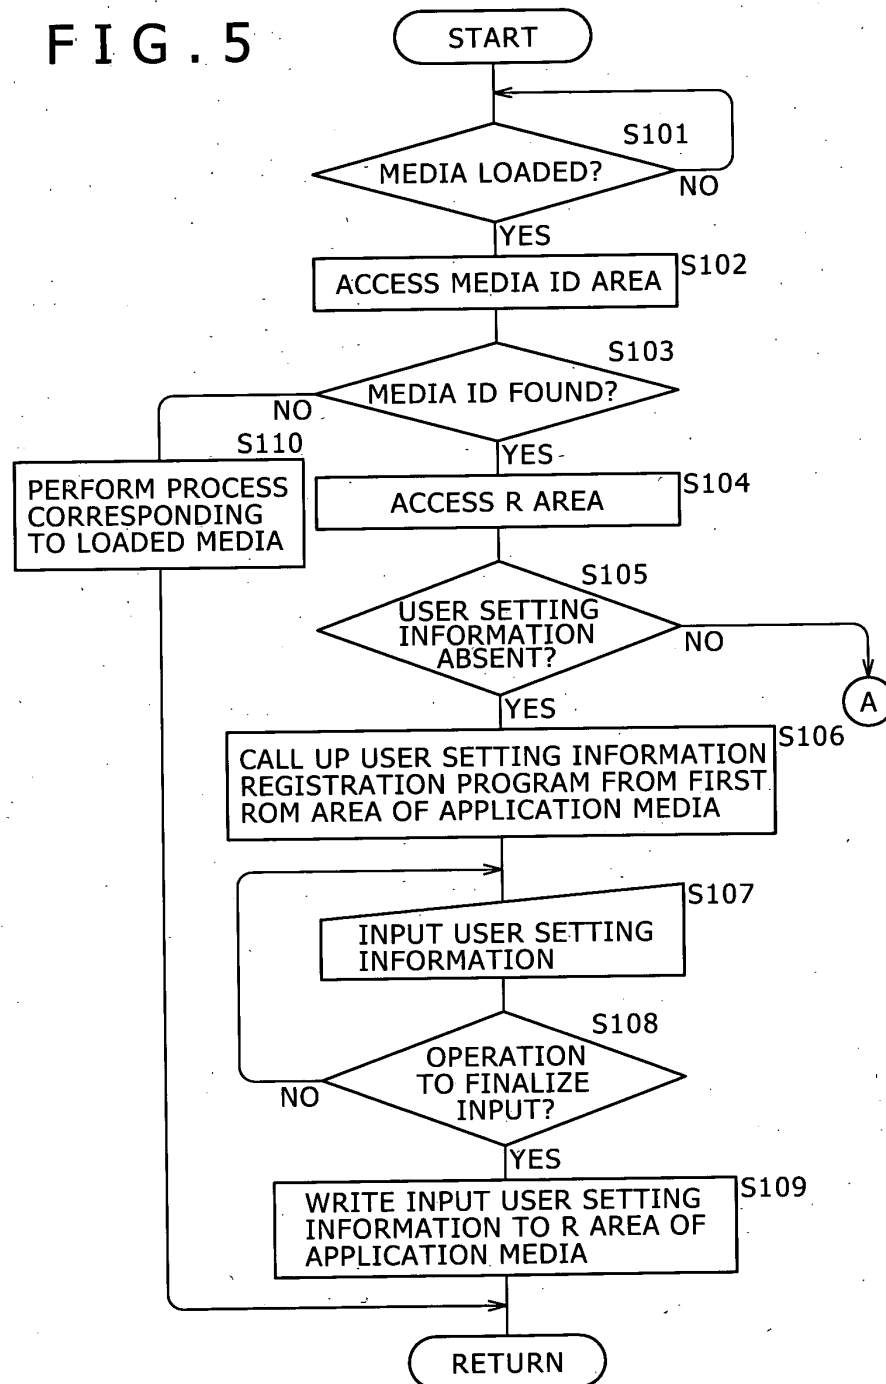 FIG.5
START
S101
MEDIA LOADED?
NO
YES
S102
ACCESS MEDIA ID AREA
S103
MEDIA ID FOUND?
NO
YES
S110
PERFORM PROCESS
CORRESPONDING
TO LOADED MEDIA
S104
ACCESS R AREA
S105
USER SETTING
INFORMATION
ABSENT?
NO
YES
A
S106
CALL UP USER SETTING INFORMATION
REGISTRATION PROGRAM FROM FIRST
ROM AREA OF APPLICATION MEDIA
S107
INPUT USER SETTING
INFORMATION
S108
OPERATION
TO FINALIZE
INPUT?
NO
YES
S109
WRITE INPUT USER SETTING
INFORMATION TO R AREA OF
APPLICATION MEDIA
RETURN